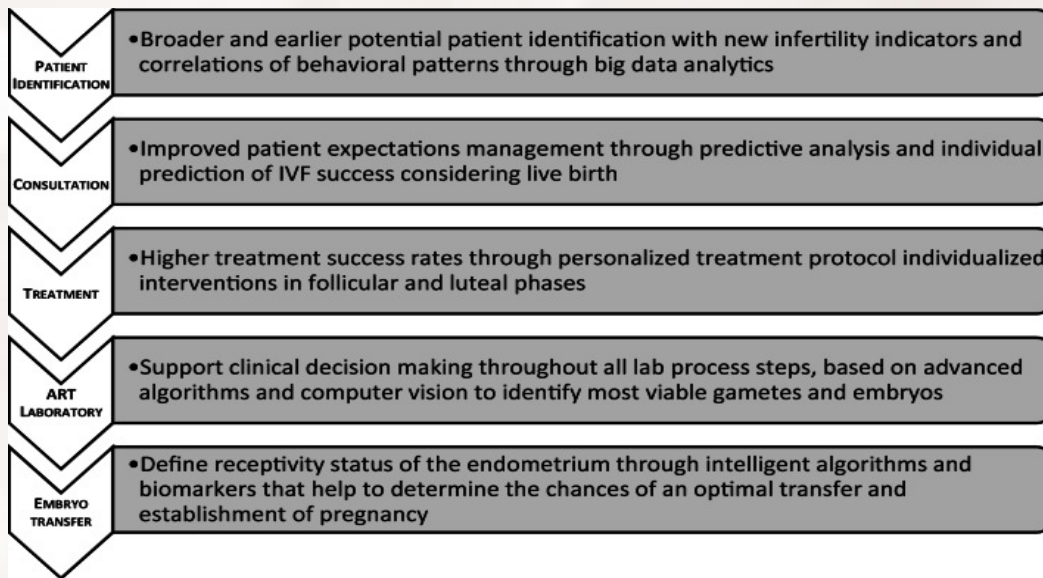 PATIENT
IDENTIFICATION
•Broader and earlier potential patient identification with new infertility indicators and
correlations of behavioral patterns through big data analytics
CONSULTATION
•Improved patient expectations management through predictive analysis and individual
prediction of IVF success considering live birth
TREATMENT
•Higher treatment success rates through personalized treatment protocol individualized
interventions in follicular and luteal phases
ART
LABORATORY
•Support clinical decision making throughout all lab process steps, based on advanced
algorithms and computer vision to identify most viable gametes and embryos
EMBRYO
TRANSFER
•Define receptivity status of the endometrium through intelligent algorithms and
biomarkers that help to determine the chances of an optimal transfer and
establishment of pregnancy